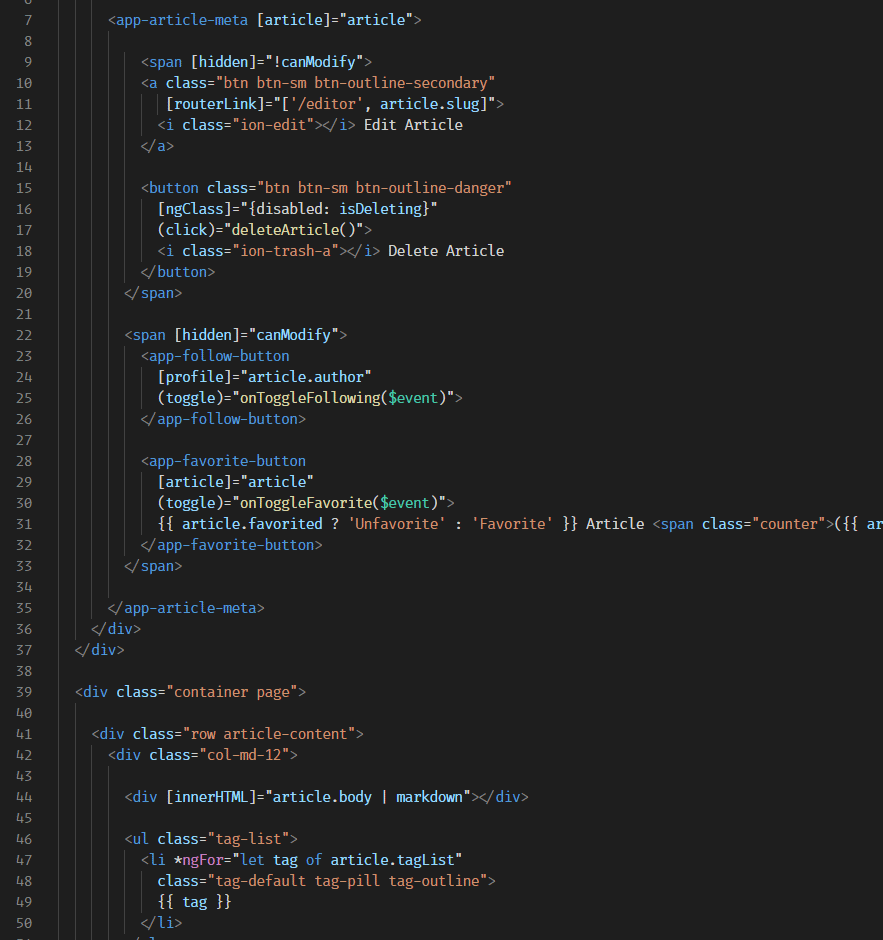 7 <app-article-meta [article]="article">
8
9 <span [hidden]="!canModify">
10 <a class="btn btn-sm btn-outline-secondary"
11 [routerLink]="['/editor', article.slug]">
12 <i class="ion-edit"></i> Edit Article
13 </a>
14
15 <button class="btn btn-sm btn-outline-danger"
16 [ngClass]="{disabled: isDeleting}"
17 (click)="deleteArticle()">
18 <i class="ion-trash-a"></i> Delete Article
19 </button>
20 </span>
21
22 <span [hidden]="canModify">
23 <app-follow-button
24 [profile]="article.author"
25 (toggle)="onToggleFollowing($event)">
26 </app-follow-button>
27
28 <app-favorite-button
29 [article]="article"
30 (toggle)="onToggleFavorite($event)">
31 {{ article.favorited ? 'Unfavorite' : 'Favorite' }} Article <span class="counter">({{ ar
32 </app-favorite-button>
33 </span>
34
35 </app-article-meta>
36 </div>
37 </div>
38
39 <div class="container page">
40
41 <div class="row article-content">
42 <div class="col-md-12">
43
44 <div [innerHTML]="article.body | markdown"></div>
45
46 <ul class="tag-list">
47 <li *ngFor="let tag of article.tagList"
48 class="tag-default tag-pill tag-outline">
49 {{ tag }}
50 </li>